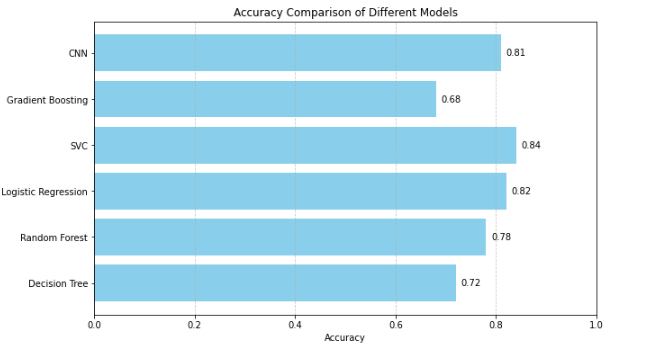 Accuracy Comparison of Different Models
CNN 0.81
Gradient Boosting 0.68
SVC 0.84
Logistic Regression 0.82
Random Forest 0.78
Decision Tree 0.72
0.0 0.2 0.4 0.6 0.8 1.0
Accuracy